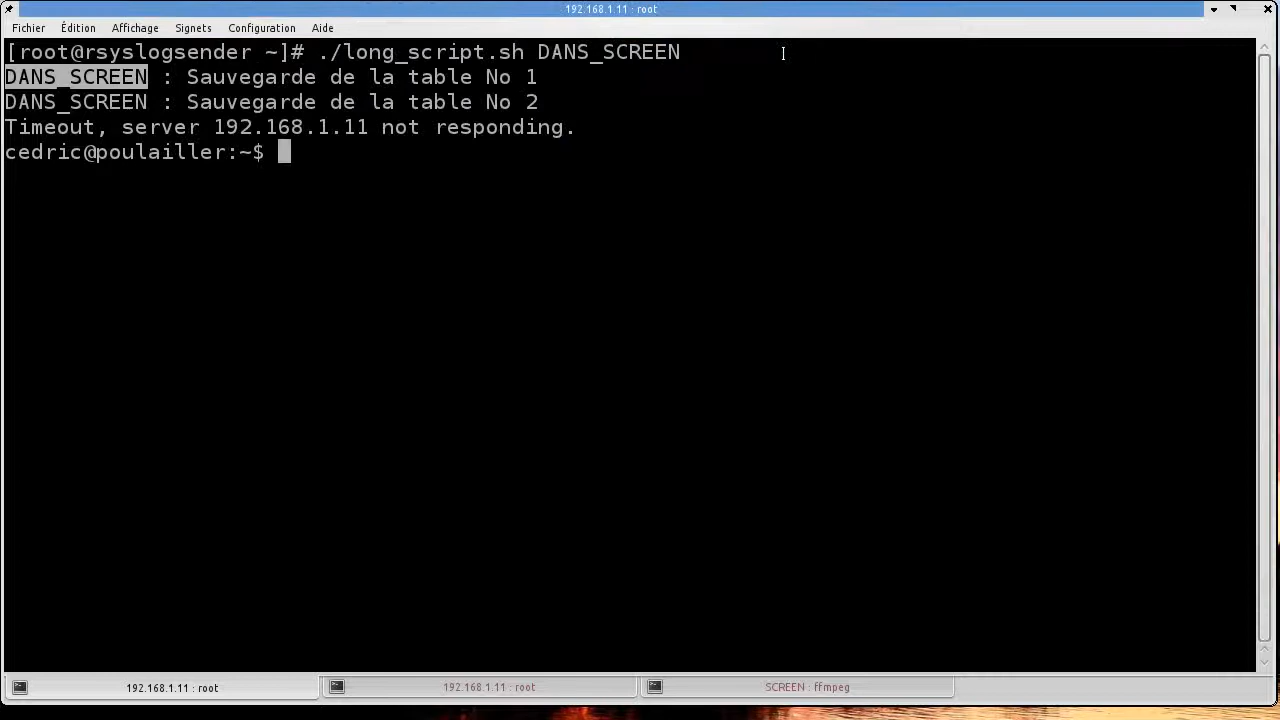 192.168.1.11 : root
Fichier Édition Affichage Signets Configuration Aide
[root@rsyslogsender ~]# ./long_script.sh DANS_SCREEN
DANS_SCREEN : Sauvegarde de la table No 1
DANS_SCREEN : Sauvegarde de la table No 2
Timeout, server 192.168.1.11 not responding.
cedric@poulailler:~$
192.168.1.11 : root 192.168.1.11 : root SCREEN : ffmpeg